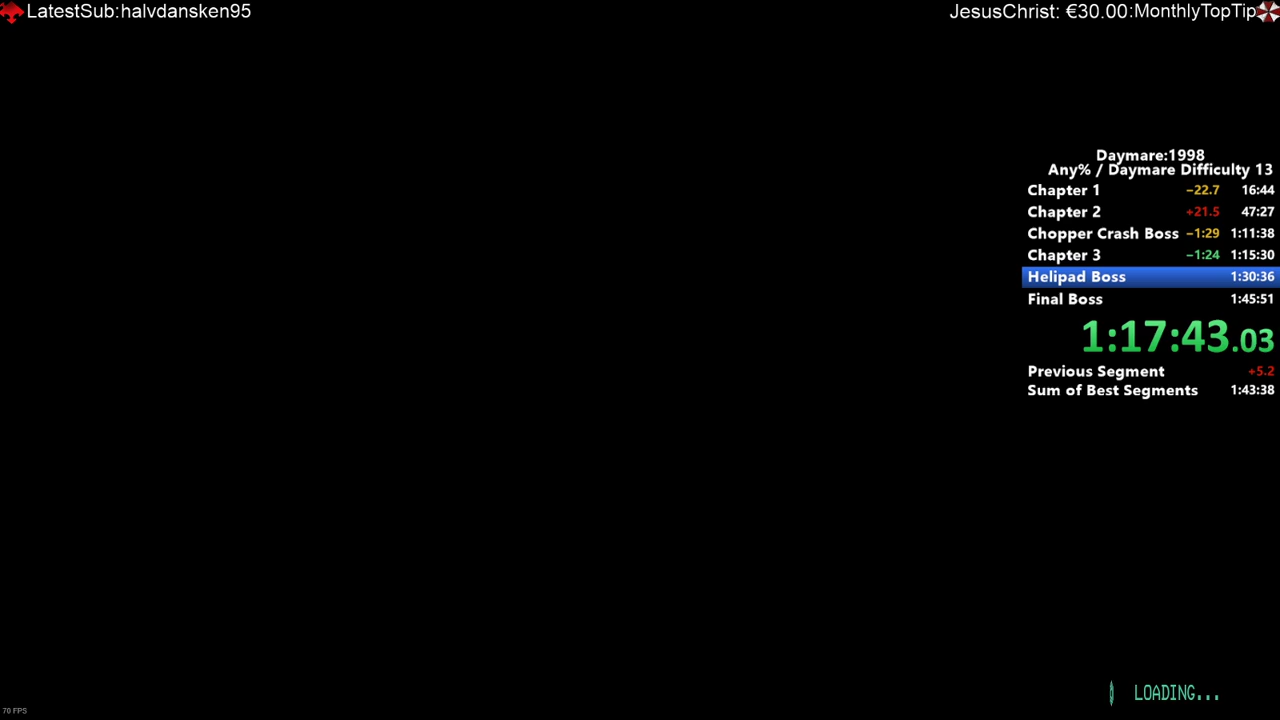 LatestSub:halvdansken95
JesusChrist: €30.00:MonthlyTopTip
Daymare:1998
Any% / Daymare Difficulty 13
Chapter 1 −22.7 16:44
Chapter 2 +21.5 47:27
Chopper Crash Boss −1:29 1:11:38
Chapter 3 −1:24 1:15:30
Helipad Boss 1:30:36
Final Boss 1:45:51
1:17:43.03
Previous Segment +5.2
Sum of Best Segments 1:43:38
LOADING...
70 FPS